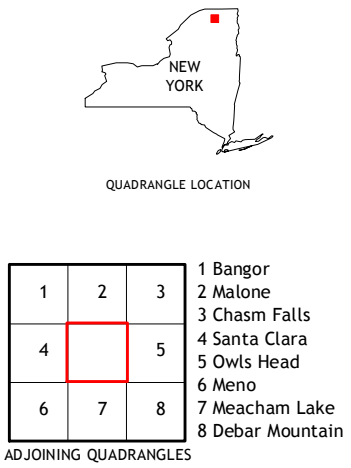 NEW
YORK
QUADRANGLE LOCATION
1 2 3
4 5
6 7 8
1 Bangor
2 Malone
3 Chasm Falls
4 Santa Clara
5 Owls Head
6 Meno
7 Meacham Lake
8 Debar Mountain
ADJOINING QUADRANGLES